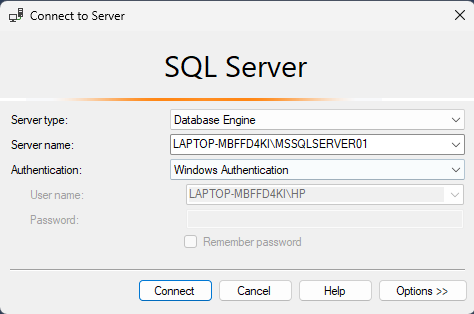 Connect to Server
SQL Server
Server type: Database Engine
Server name: LAPTOP-MBFFD4KI\MSSQLSERVER01
Authentication: Windows Authentication
User name: LAPTOP-MBFFD4KI\HP
Password:
Remember password
Connect Cancel Help Options >>